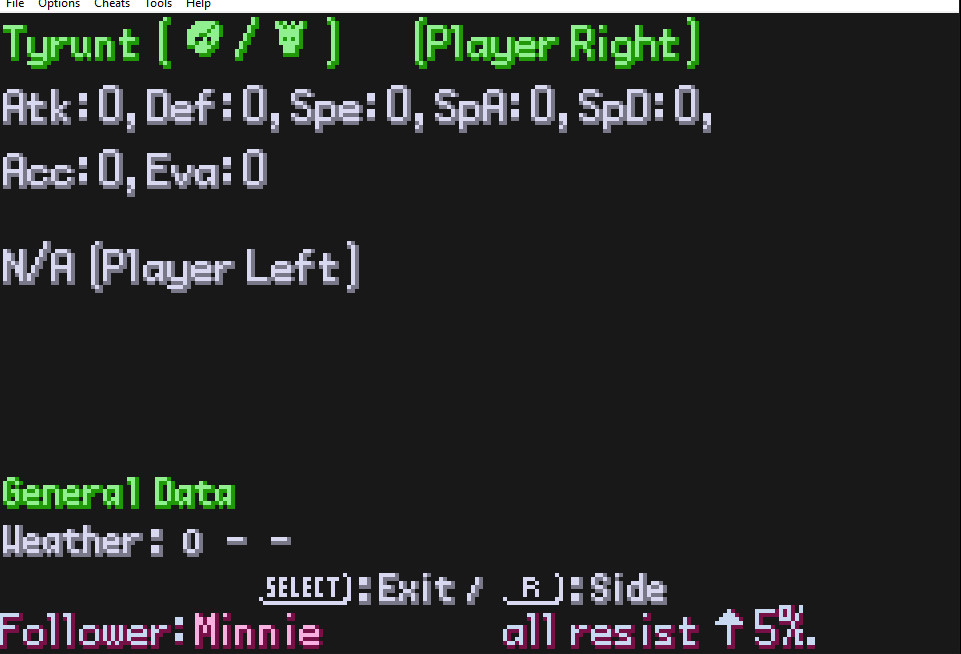 File Options Cheats Tools Help
Tyrunt ( / ) (Player Right)
Atk:0, Def:0, Spe:0, SpA:0, SpD:0,
Acc:0, Eva:0
N/A (Player Left)
General Data
Weather: 0 - -
SELECT):Exit / R):Side
Follower:Minnie all resist ↑5%.